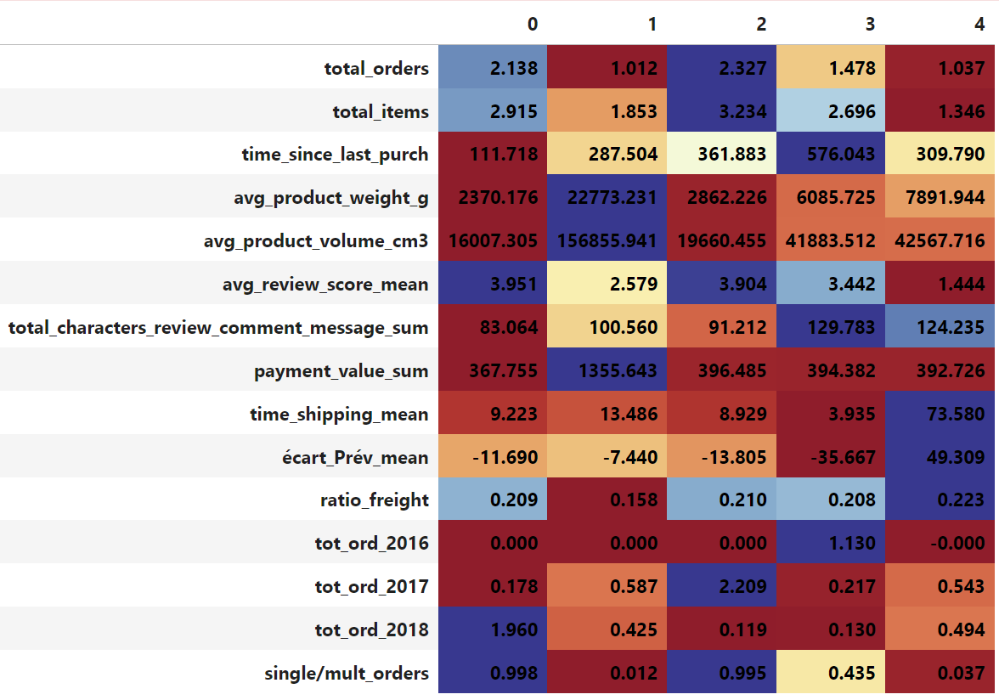 0 1 2 3 4
total_orders 2.138 1.012 2.327 1.478 1.037
total_items 2.915 1.853 3.234 2.696 1.346
time_since_last_purch 111.718 287.504 361.883 576.043 309.790
avg_product_weight_g 2370.176 22773.231 2862.226 6085.725 7891.944
avg_product_volume_cm3 16007.305 156855.941 19660.455 41883.512 42567.716
avg_review_score_mean 3.951 2.579 3.904 3.442 1.444
total_characters_review_comment_message_sum 83.064 100.560 91.212 129.783 124.235
payment_value_sum 367.755 1355.643 396.485 394.382 392.726
time_shipping_mean 9.223 13.486 8.929 3.935 73.580
écart_Prév_mean -11.690 -7.440 -13.805 -35.667 49.309
ratio_freight 0.209 0.158 0.210 0.208 0.223
tot_ord_2016 0.000 0.000 0.000 1.130 -0.000
tot_ord_2017 0.178 0.587 2.209 0.217 0.543
tot_ord_2018 1.960 0.425 0.119 0.130 0.494
single/mult_orders 0.998 0.012 0.995 0.435 0.037